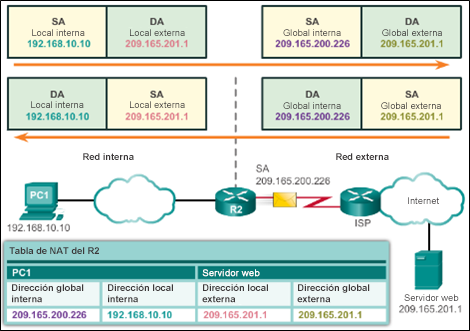 SA
Local interna
192.168.10.10
DA
Local externa
209.165.201.1
SA
Global interna
209.165.200.226
DA
Global externa
209.165.201.1
DA
Local interna
192.168.10.10
SA
Local externa
209.165.201.1
DA
Global interna
209.165.200.226
SA
Global externa
209.165.201.1
Red interna
Red externa
SA
209.165.200.226
PC1
R2
ISP
Internet
192.168.10.10
Servidor web
209.165.201.1
Tabla de NAT del R2
PC1
Servidor web
Dirección global interna
Dirección local interna
Dirección local externa
Dirección global externa
209.165.200.226
192.168.10.10
209.165.201.1
209.165.201.1